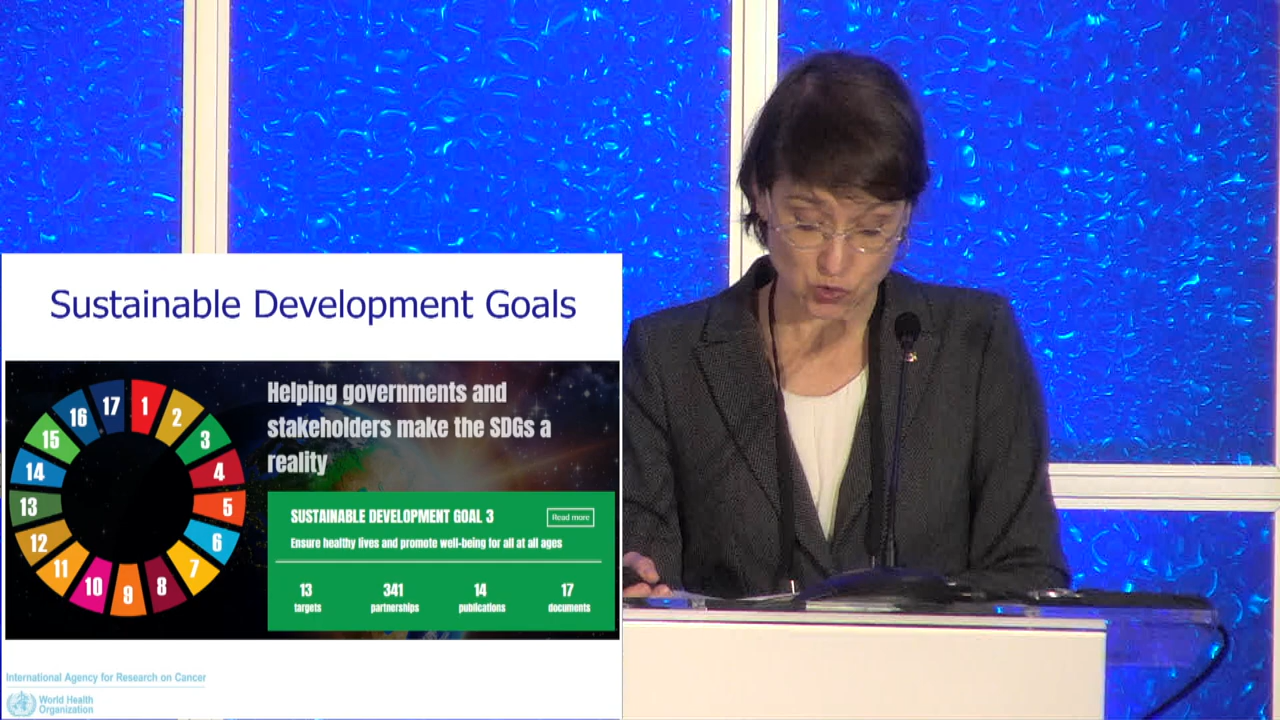 Sustainable Development Goals
Helping governments and
stakeholders make the SDGs a
reality
SUSTAINABLE DEVELOPMENT GOAL 3
Read more
Ensure healthy lives and promote well-being for all at all ages
13 341 14 17
targets partnerships publications documents
1
2
3
4
5
6
7
8
9
10
11
12
13
14
15
16
17
International Agency for Research on Cancer
World Health
Organization